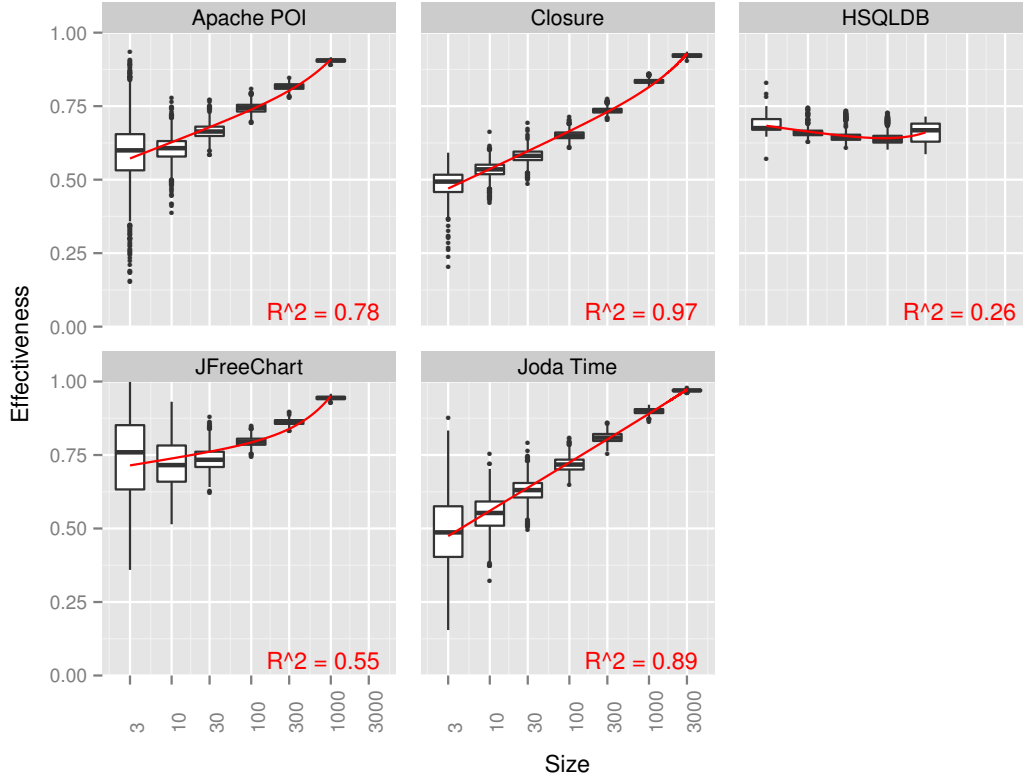 Apache POI
Closure
HSQLDB
1.00
0.75
0.50
0.25
0.00
R^2 = 0.78
R^2 = 0.97
R^2 = 0.26
Effectiveness
JFreeChart
Joda Time
1.00
0.75
0.50
0.25
0.00
R^2 = 0.55
R^2 = 0.89
3 10 30 100 300 1000 3000
3 10 30 100 300 1000 3000
Size